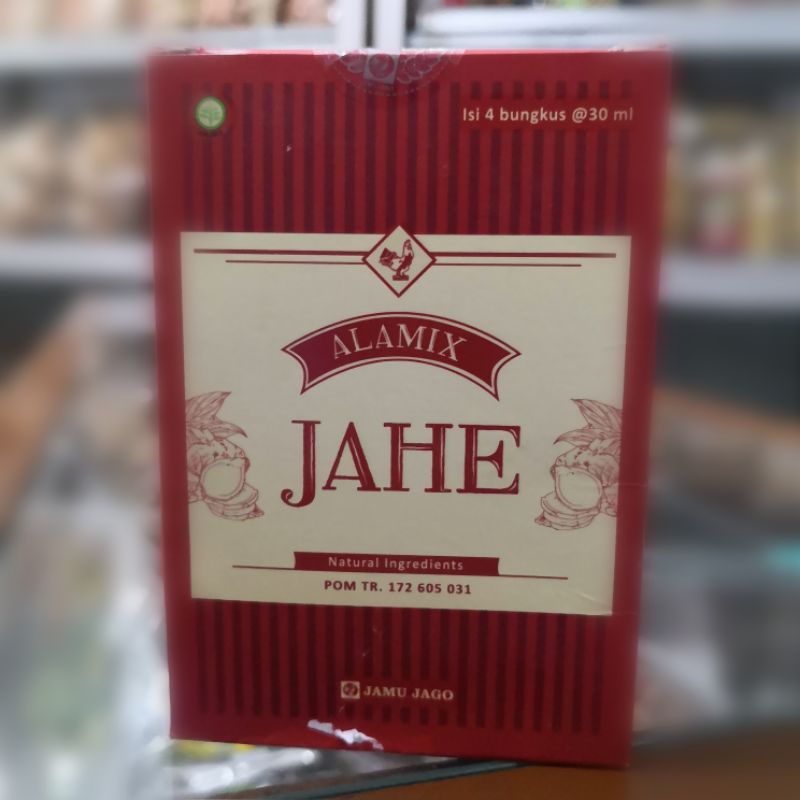 Isi 4 bungkus @30 ml
ALAMIX
JAHE
Natural Ingredients
POM TR. 172 605 031
JAMU JAGO